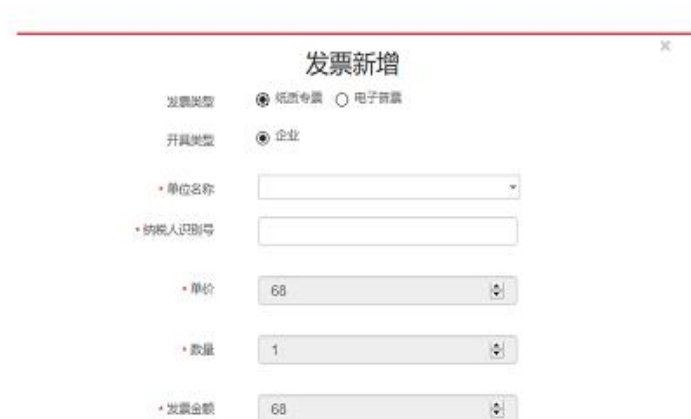 ×
发票新增
发票类型 纸质专票 电子普票
开具类型 企业
* 单位名称
* 纳税人识别号
* 单价 68
* 数量 1
* 发票金额 68